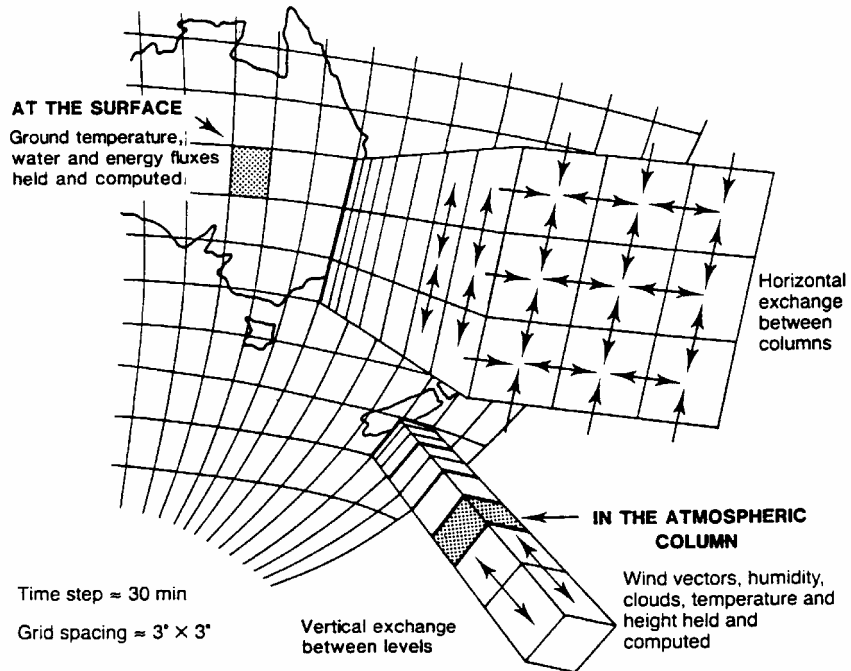 AT THE SURFACE
Ground temperature,
water and energy fluxes
held and computed
Horizontal
exchange
between
columns
IN THE ATMOSPHERIC
COLUMN
Wind vectors, humidity,
clouds, temperature and
height held and
computed
Time step ≈ 30 min
Grid spacing ≈ 3° × 3°
Vertical exchange
between levels